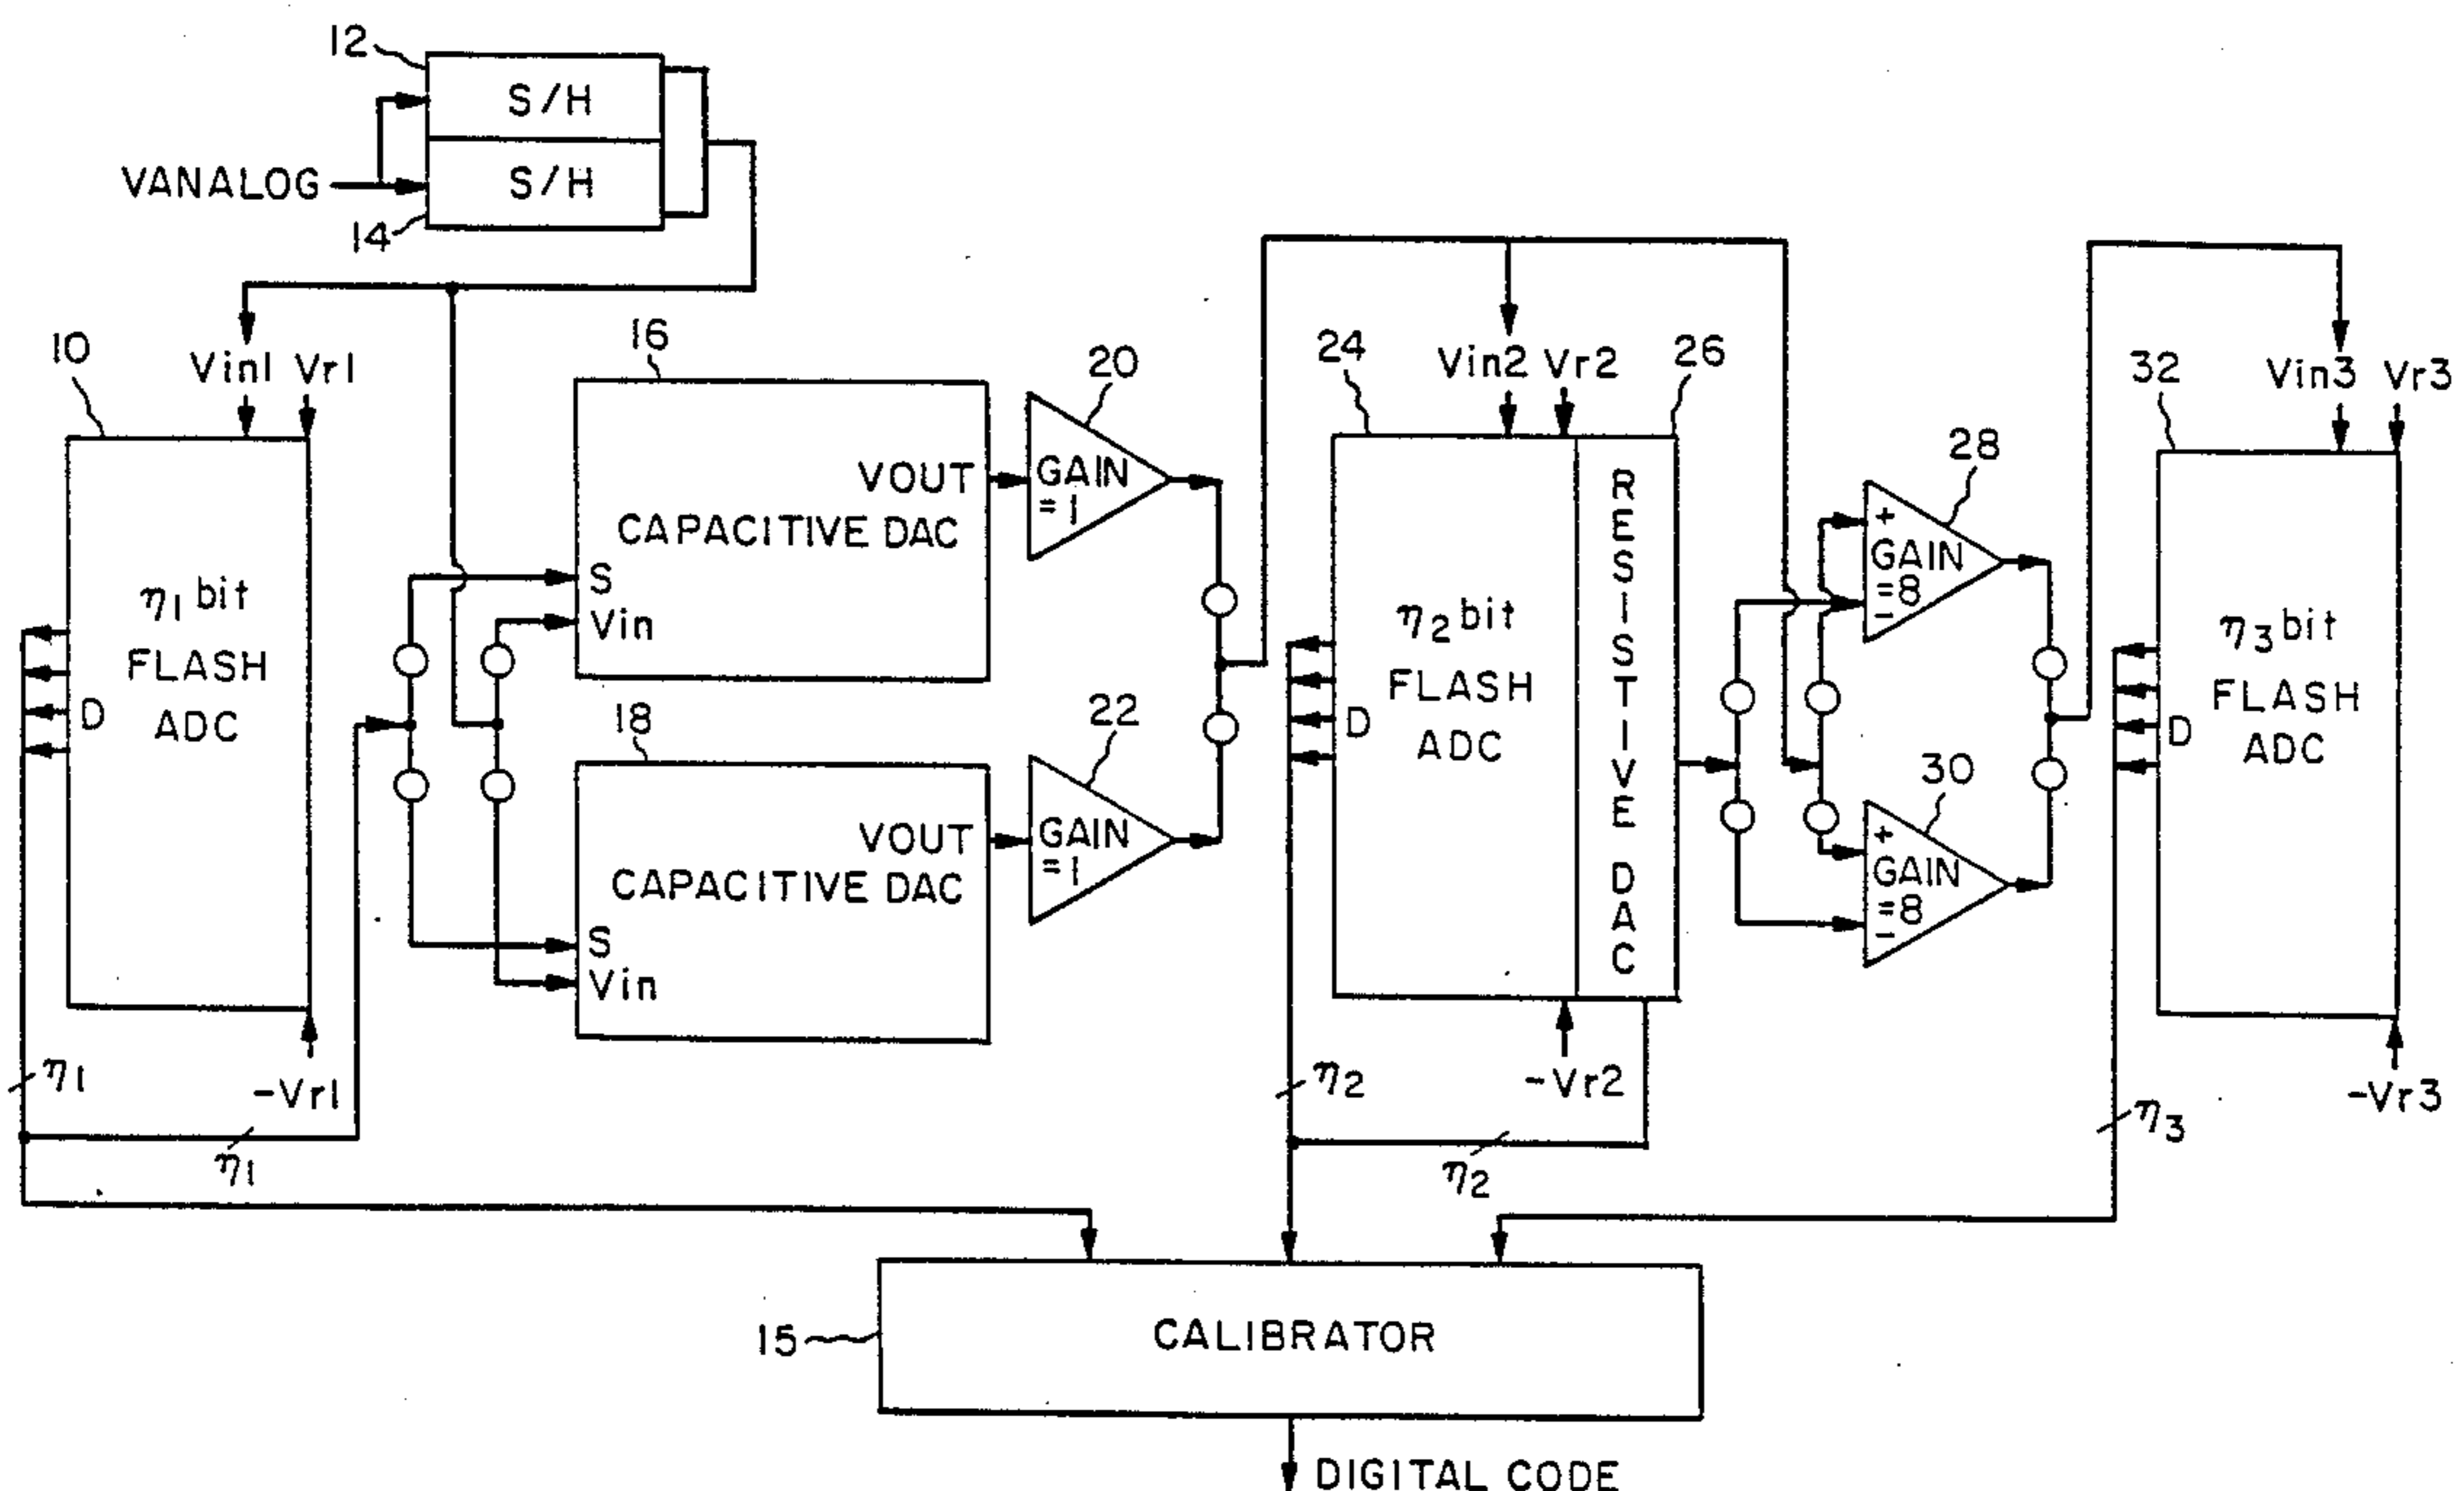 12
S/H
VANALOG
S/H
14
10
Vin1 Vr1
η1 bit
FLASH
ADC
D
-Vr1
η1
η1
16
VOUT
CAPACITIVE DAC
S
Vin
20
GAIN
=1
18
VOUT
CAPACITIVE DAC
S
Vin
22
GAIN
=1
24
Vin2 Vr2
26
η2 bit
FLASH
ADC
D
RESISTIVE DAC
-Vr2
η2
η2
28
+
GAIN
=8
-
30
+
GAIN
=8
-
32
Vin3 Vr3
η3 bit
FLASH
ADC
D
-Vr3
η3
15
CALIBRATOR
DIGITAL CODE